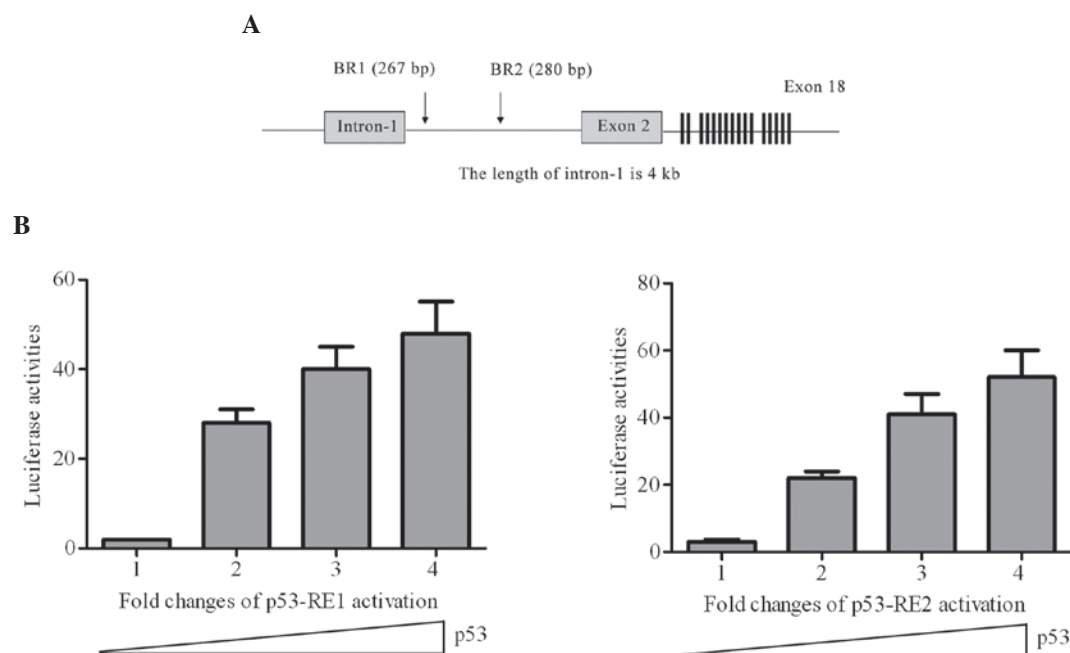 A
BR1 (267 bp)
BR2 (280 bp)
Exon 18
Intron-1
Exon 2
The length of intron-1 is 4 kb
B
Luciferase activities
60
40
20
0
1 2 3 4
Fold changes of p53-RE1 activation
p53
Luciferase activities
80
60
40
20
0
1 2 3 4
Fold changes of p53-RE2 activation
p53